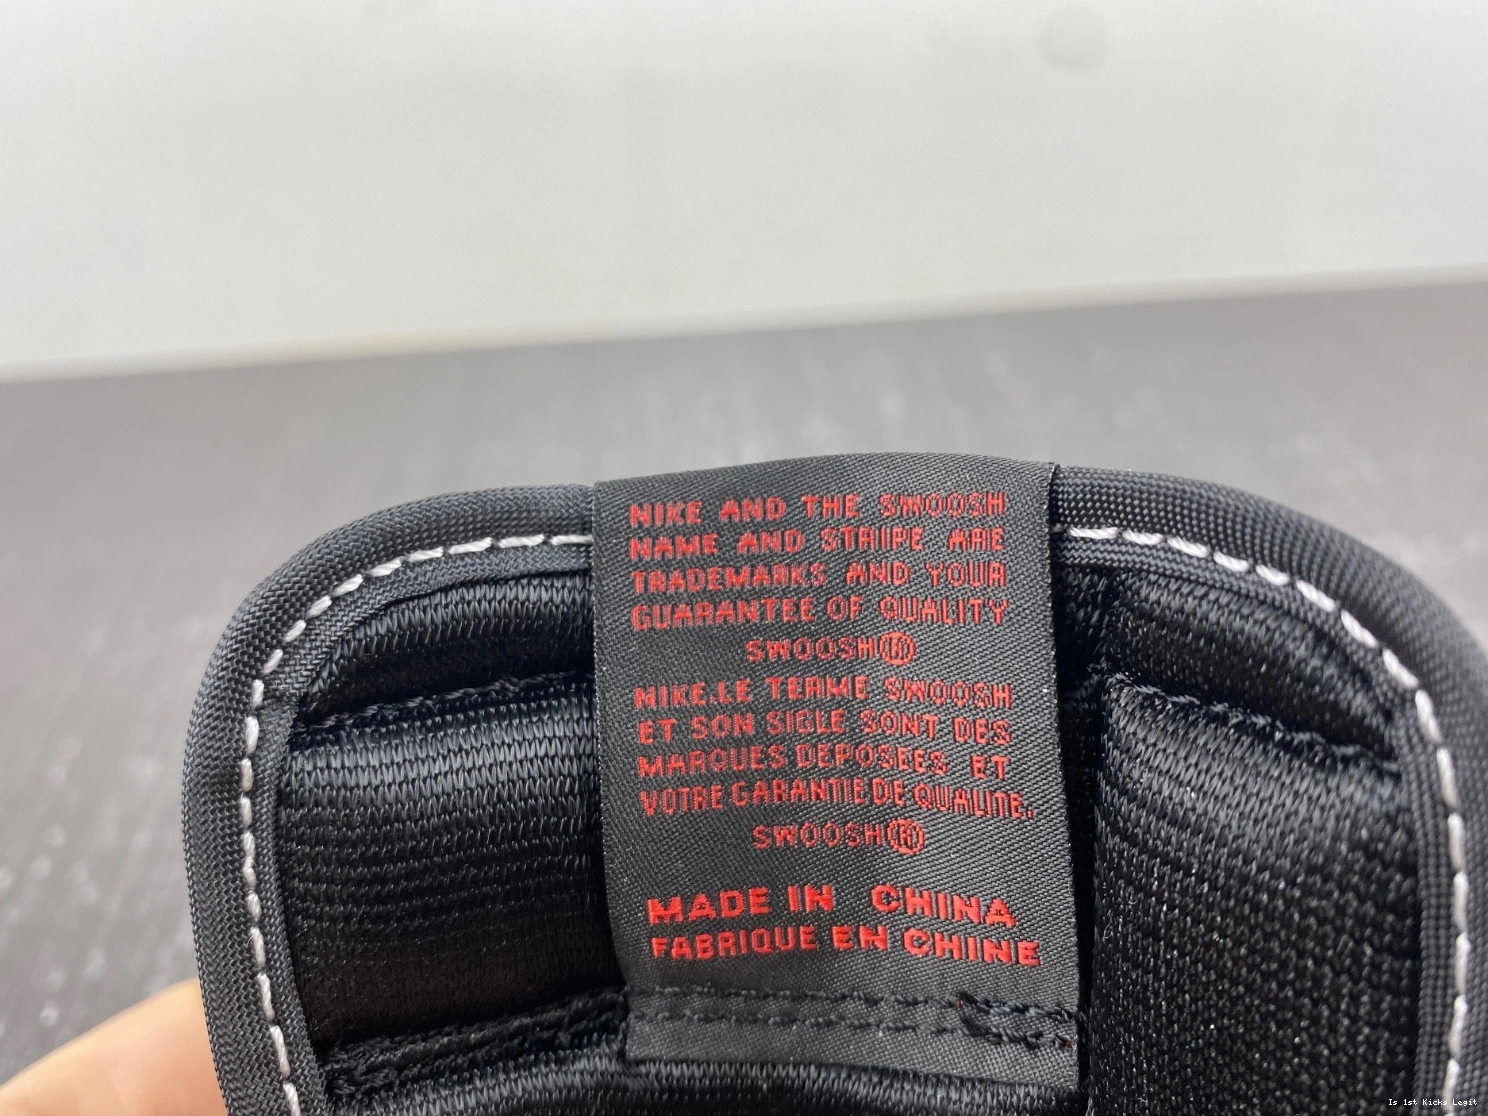 NIKE AND THE SWOOSH
NAME AND STRIPE ARE
TRADEMARKS AND YOUR
GUARANTEE OF QUALITY
SWOOSH®
NIKE.LE TERME SWOOSH
ET SON SIGLE SONT DES
MARQUES DEPOSEES ET
VOTRE GARANTIE DE QUALITE.
SWOOSH®
MADE IN CHINA
FABRIQUE EN CHINE
Is 1st Kicks Legit